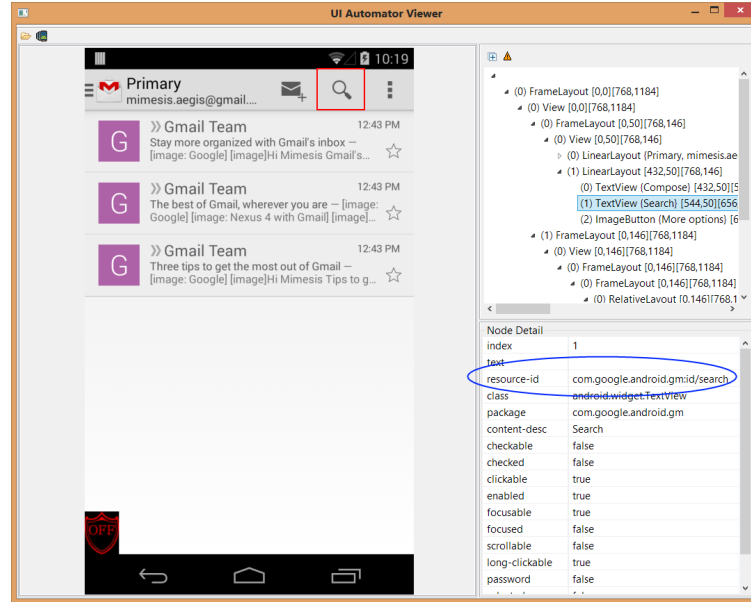 UI Automator Viewer
10:19
Primary
mimesis.aegis@gmail....
G
Gmail Team
12:43 PM
Stay more organized with Gmail's inbox –
[image: Google] [image]Hi Mimesis Gmail's...
G
Gmail Team
12:43 PM
The best of Gmail, wherever you are – [image:
Google] [image: Nexus 4 with Gmail] [image]...
G
Gmail Team
12:43 PM
Three tips to get the most out of Gmail –
[image: Google] [image]Hi Mimesis Tips to g...
OFF
(0) FrameLayout [0,0][768,1184]
(0) View [0,0][768,1184]
(0) FrameLayout [0,50][768,146]
(0) View [0,50][768,146]
(0) LinearLayout (Primary, mimesis.ae
(1) LinearLayout [432,50][768,146]
(0) TextView {Compose} [432,50][5
(1) TextView {Search} [544,50][656
(2) ImageButton {More options} [6
(1) FrameLayout [0,146][768,1184]
(0) View [0,146][768,1184]
(0) FrameLayout [0,146][768,1184]
(0) FrameLayout [0,146][768,1184]
(0) RelativeLayout [0,146][768,1
Node Detail
index 1
text
resource-id com.google.android.gm:id/search
class android.widget.TextView
package com.google.android.gm
content-desc Search
checkable false
checked false
clickable true
enabled true
focusable true
focused false
scrollable false
long-clickable true
password false